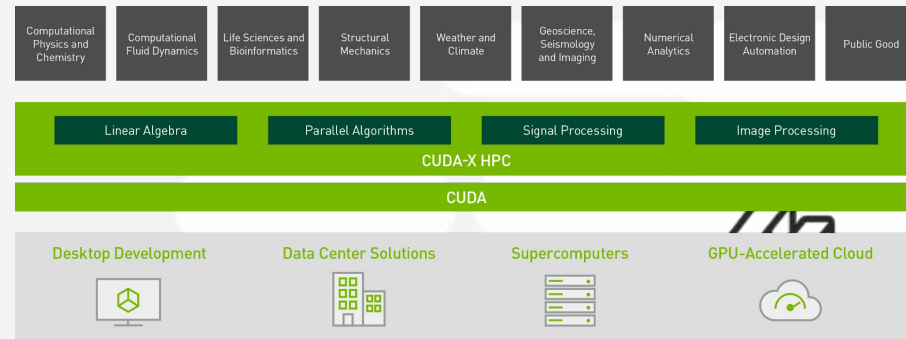 Computational
Physics and
Chemistry
Computational
Fluid Dynamics
Life Sciences and
Bioinformatics
Structural
Mechanics
Weather and
Climate
Geoscience,
Seismology
and Imaging
Numerical
Analytics
Electronic Design
Automation
Public Good
Linear Algebra
Parallel Algorithms
Signal Processing
Image Processing
CUDA-X HPC
CUDA
Desktop Development
Data Center Solutions
Supercomputers
GPU-Accelerated Cloud